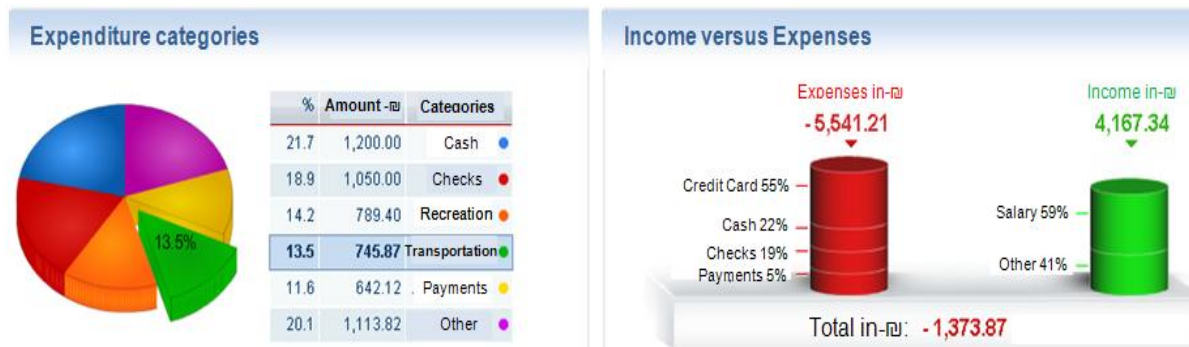 Expenditure categories
% Amount -₪ Categories
21.7 1,200.00 Cash
18.9 1,050.00 Checks
14.2 789.40 Recreation
13.5 745.87 Transportation
11.6 642.12 Payments
20.1 1,113.82 Other
13.5%
Income versus Expenses
Expenses in-₪
- 5,541.21
Credit Card 55%
Cash 22%
Checks 19%
Payments 5%
Income in-₪
4,167.34
Salary 59%
Other 41%
Total in-₪: - 1,373.87